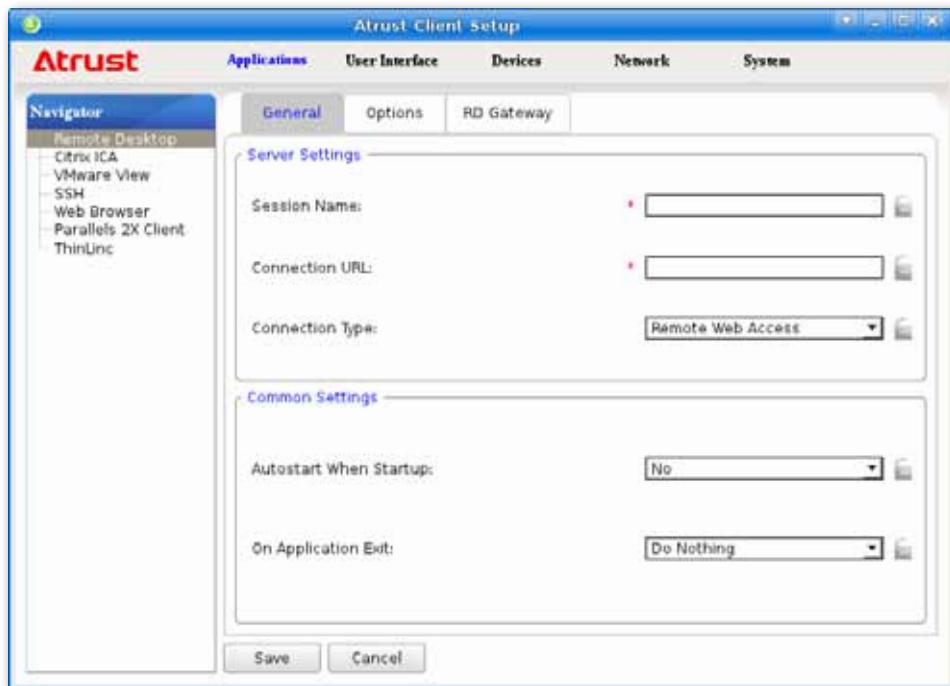 Atrust Client Setup
Atrust
Applications
User Interface
Devices
Network
System
Navigator
Remote Desktop
Citrix ICA
VMware View
SSH
Web Browser
Parallels 2X Client
ThinLinc
General
Options
RD Gateway
Server Settings
Session Name: *
Connection URL: *
Connection Type: Remote Web Access
Common Settings
Autostart When Startup: No
On Application Exit: Do Nothing
Save
Cancel